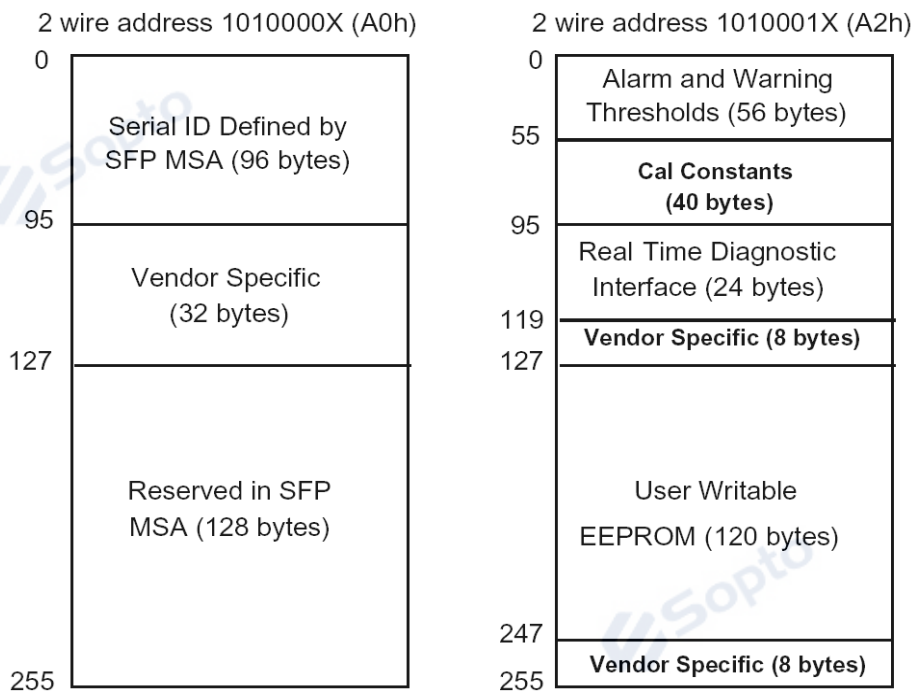 2 wire address 1010000X (A0h)
0
Serial ID Defined by
SFP MSA (96 bytes)
95
Vendor Specific
(32 bytes)
127
Reserved in SFP
MSA (128 bytes)
255
2 wire address 1010001X (A2h)
0
Alarm and Warning
Thresholds (56 bytes)
55
Cal Constants
(40 bytes)
95
Real Time Diagnostic
Interface (24 bytes)
119
Vendor Specific (8 bytes)
127
User Writable
EEPROM (120 bytes)
247
Vendor Specific (8 bytes)
255
Sopto
Sopto